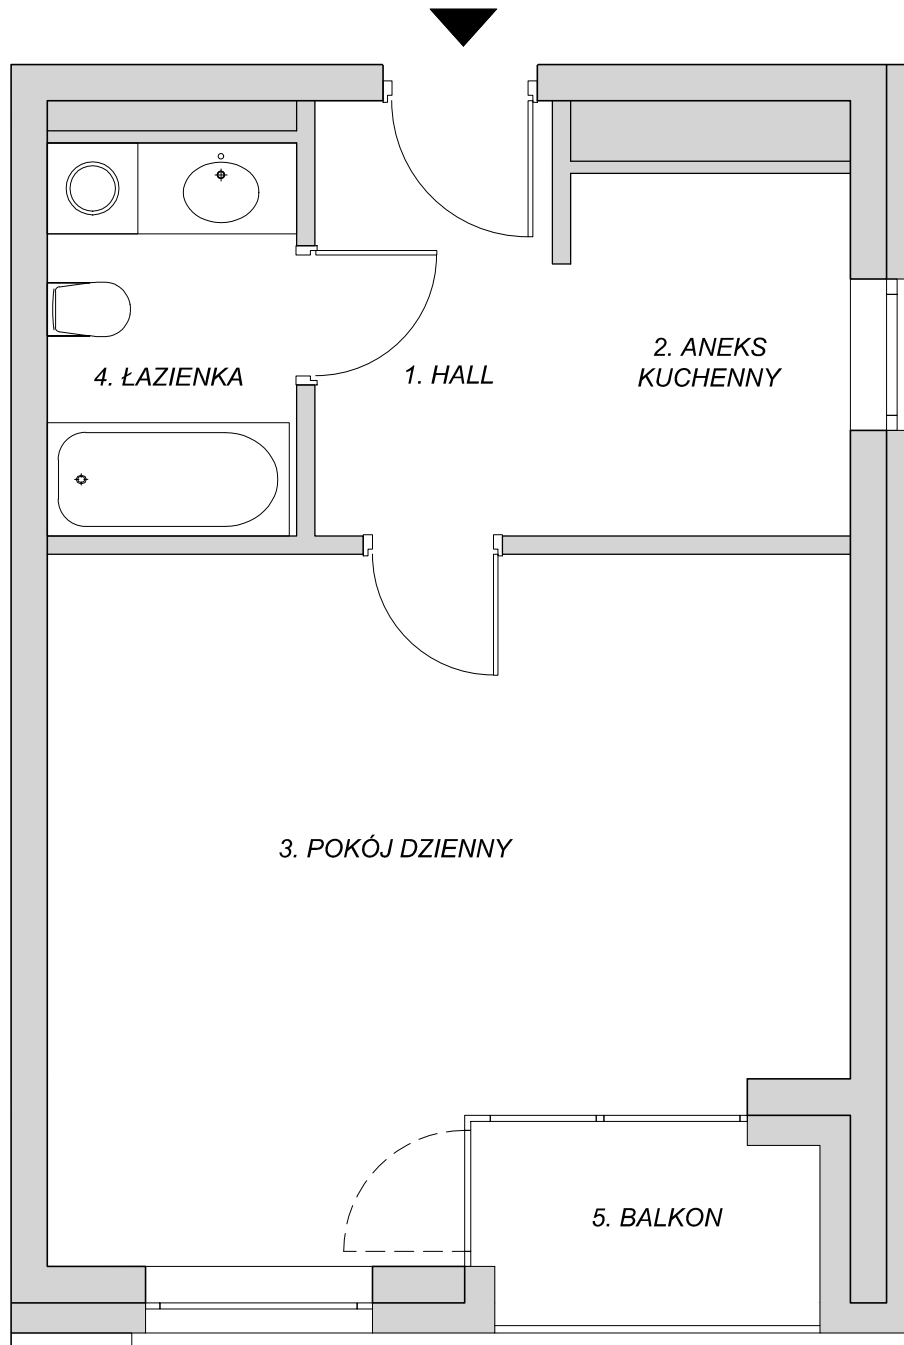 2. ANEKS
KUCHENNY
4. ŁAZIENKA
1. HALL
3. POKÓJ DZIENNY
5. BALKON